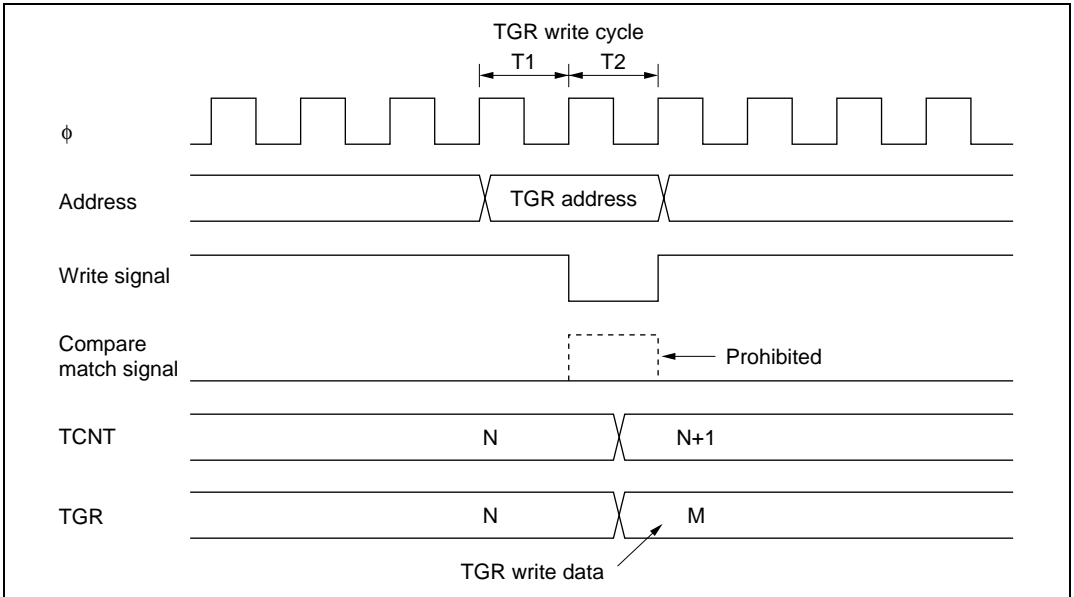 TGR write cycle
T1 T2
ϕ
Address TGR address
Write signal
Compare
match signal
Prohibited
TCNT N N+1
TGR N M
TGR write data